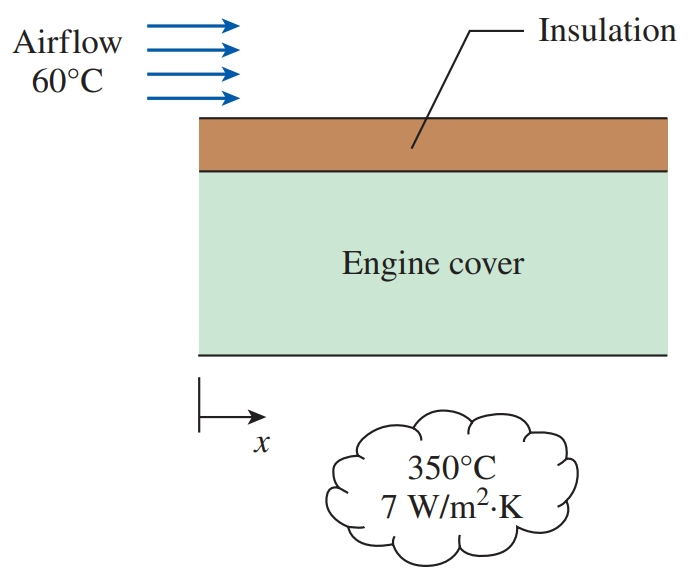 Airflow
60°C
Insulation
Engine cover
x
350°C
7 W/m²·K